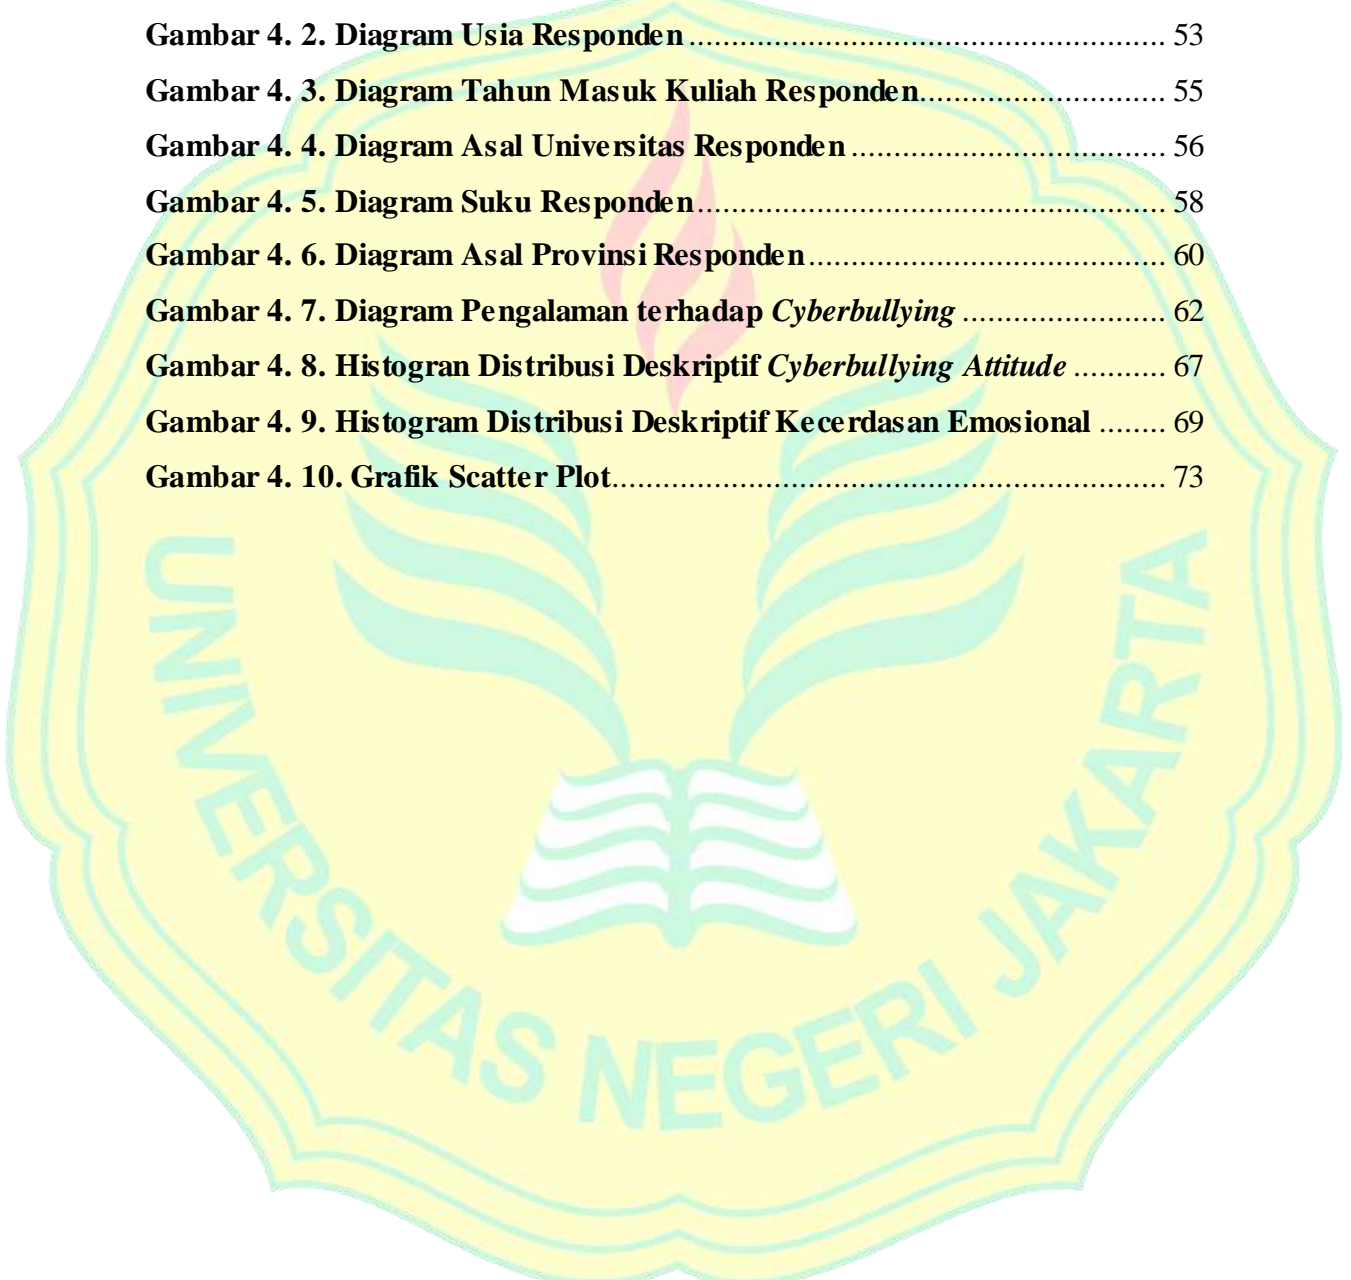 Gambar 4. 2. Diagram Usia Responden ................................................................ 53
Gambar 4. 3. Diagram Tahun Masuk Kuliah Responden................................. 55
Gambar 4. 4. Diagram Asal Universitas Responden .......................................... 56
Gambar 4. 5. Diagram Suku Responden............................................................... 58
Gambar 4. 6. Diagram Asal Provinsi Responden................................................ 60
Gambar 4. 7. Diagram Pengalaman terhadap Cyberbullying ........................... 62
Gambar 4. 8. Histogran Distribusi Deskriptif Cyberbullying Attitude ........... 67
Gambar 4. 9. Histogram Distribusi Deskriptif Kecerdasan Emosional ........ 69
Gambar 4. 10. Grafik Scatter Plot.......................................................................... 73
UNIVERSITAS NEGERI JAKARTA